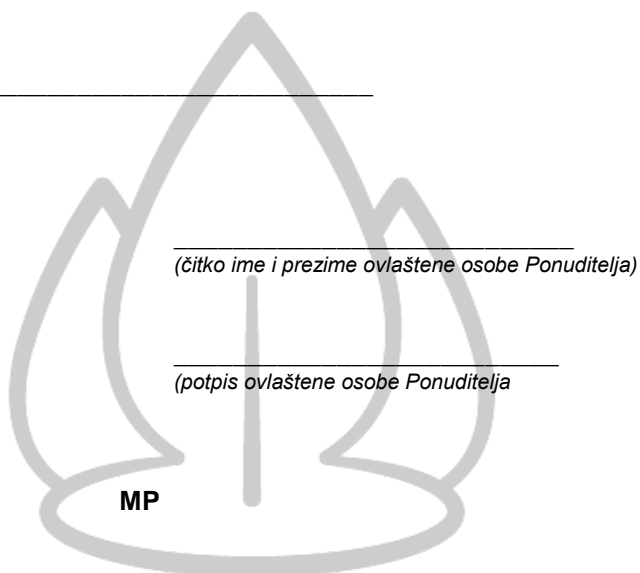 (čitko ime i prezime ovlaštene osobe Ponuditelja)
(potpis ovlaštene osobe Ponuditelja
MP